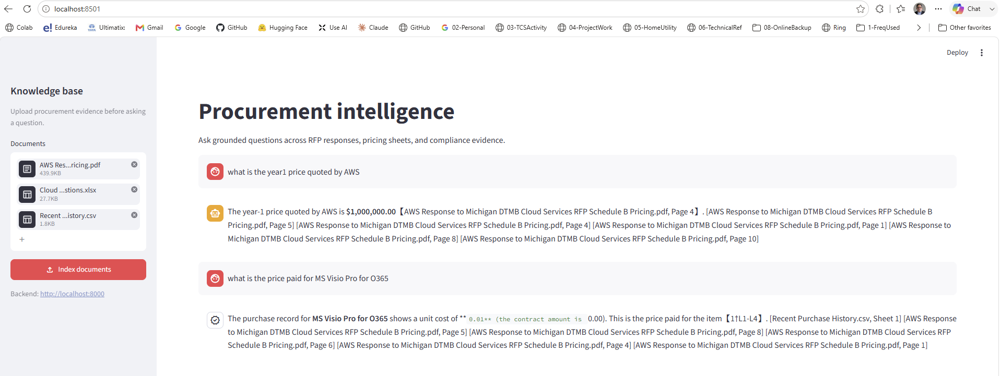 localhost:8501
Chat
Colab
e! Edureka
TATA Ultimatix:
Gmail
Google
GitHub
Hugging Face
Use AI
Claude
GitHub
02-Personal
03-TCSActivity
04-ProjectWork
05-HomeUtility
06-TechnicalRef
08-OnlineBackup
Ring
1-FreqUsed
Other favorites
Deploy
Knowledge base
Upload procurement evidence before asking
a question.
Documents
AWS Res...ricing.pdf
439.9KB
Cloud ...stions.xlsx
27.7KB
Recent ...istory.csv
1.8KB
+
Index documents
Backend: http://localhost:8000
Procurement intelligence
Ask grounded questions across RFP responses, pricing sheets, and compliance evidence.
what is the year1 price quoted by AWS
The year-1 price quoted by AWS is $1,000,000.00【AWS Response to Michigan DTMB Cloud Services RFP Schedule B Pricing.pdf, Page 4】. [AWS Response to Michigan DTMB Cloud Services RFP Schedule B
Pricing.pdf, Page 5] [AWS Response to Michigan DTMB Cloud Services RFP Schedule B Pricing.pdf, Page 4] [AWS Response to Michigan DTMB Cloud Services RFP Schedule B Pricing.pdf, Page 1] [AWS Response to
Michigan DTMB Cloud Services RFP Schedule B Pricing.pdf, Page 8] [AWS Response to Michigan DTMB Cloud Services RFP Schedule B Pricing.pdf, Page 10]
what is the price paid for MS Visio Pro for O365
The purchase record for MS Visio Pro for O365 shows a unit cost of ** 0.01** (the contract amount is 0.00). This is the price paid for the item【1†L1-L4】. [Recent Purchase History.csv, Sheet 1] [AWS Response
to Michigan DTMB Cloud Services RFP Schedule B Pricing.pdf, Page 5] [AWS Response to Michigan DTMB Cloud Services RFP Schedule B Pricing.pdf, Page 8] [AWS Response to Michigan DTMB Cloud Services RFP
Schedule B Pricing.pdf, Page 6] [AWS Response to Michigan DTMB Cloud Services RFP Schedule B Pricing.pdf, Page 4] [AWS Response to Michigan DTMB Cloud Services RFP Schedule B Pricing.pdf, Page 1]